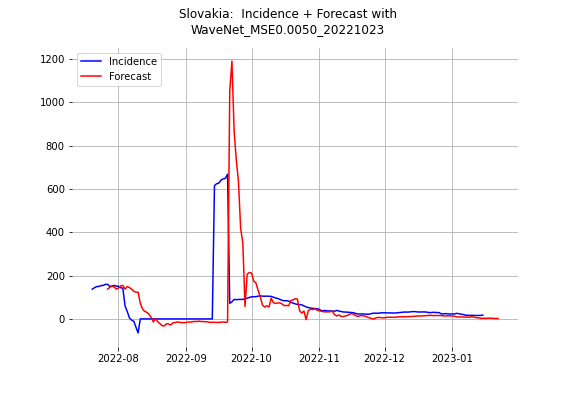 Slovakia:  Incidence + Forecast with
WaveNet_MSE0.0050_20221023
Incidence
Forecast
1200
1000
800
600
400
200
0
2022-08 2022-09 2022-10 2022-11 2022-12 2023-01